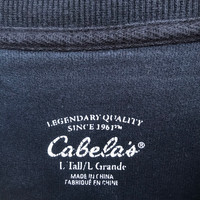 LEGENDARY QUALITY
SINCE 1961™
Cabela's
L Tall/L Grande
MADE IN CHINA
FABRIQUÉ EN CHINE